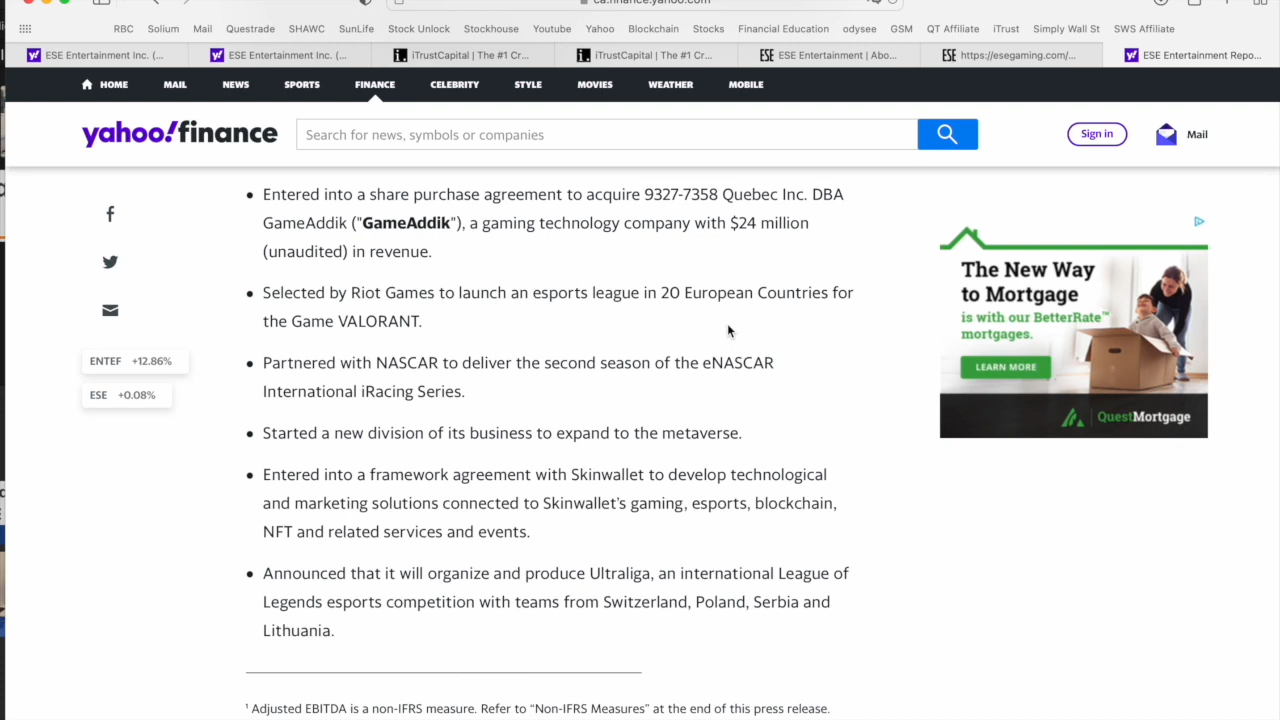 ca.finance.yahoo.com
RBC Solium Mail Questrade SHAWC SunLife Stock Unlock Stockhouse Youtube Yahoo Blockchain Stocks Financial Education odysee GSM QT Affiliate iTrust Simply Wall St SWS Affiliate
ESE Entertainment Inc. (... ESE Entertainment Inc. (... iTrustCapital | The #1 Cr... iTrustCapital | The #1 Cr... ESE Entertainment | Abo... https://esegaming.com/... ESE Entertainment Repo...
HOME MAIL NEWS SPORTS FINANCE CELEBRITY STYLE MOVIES WEATHER MOBILE
yahoo!finance Search for news, symbols or companies Sign in Mail
• Entered into a share purchase agreement to acquire 9327-7358 Quebec Inc. DBA
GameAddik ("GameAddik"), a gaming technology company with $24 million
(unaudited) in revenue.
• Selected by Riot Games to launch an esports league in 20 European Countries for
the Game VALORANT.
• Partnered with NASCAR to deliver the second season of the eNASCAR
International iRacing Series.
• Started a new division of its business to expand to the metaverse.
• Entered into a framework agreement with Skinwallet to develop technological
and marketing solutions connected to Skinwallet's gaming, esports, blockchain,
NFT and related services and events.
• Announced that it will organize and produce Ultraliga, an international League of
Legends esports competition with teams from Switzerland, Poland, Serbia and
Lithuania.
¹ Adjusted EBITDA is a non-IFRS measure. Refer to “Non-IFRS Measures” at the end of this press release.
ENTEF +12.86%
ESE +0.08%
The New Way
to Mortgage
is with our BetterRate™
mortgages.
LEARN MORE
QuestMortgage